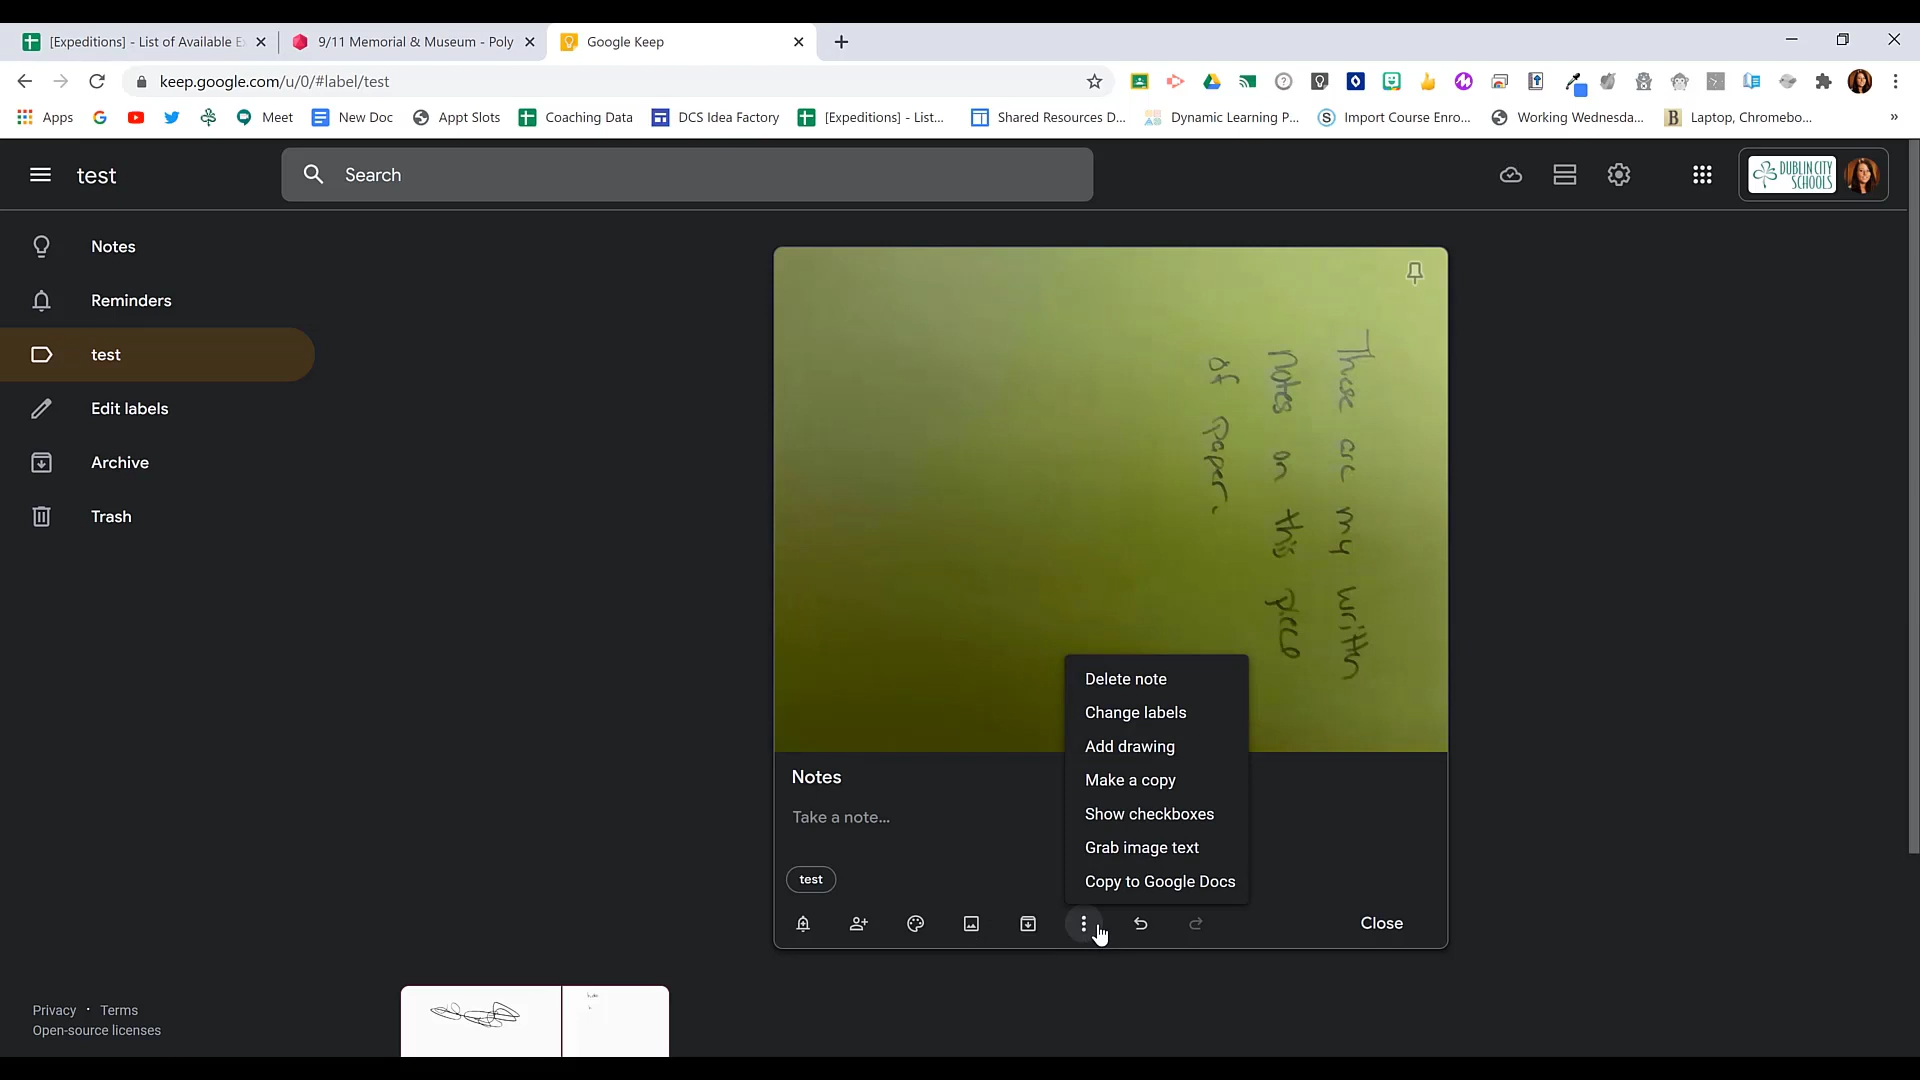 [Expeditions] - List of Available E
9/11 Memorial & Museum - Poly
Google Keep
keep.google.com/u/0/#label/test
Apps
Meet
New Doc
Appt Slots
Coaching Data
DCS Idea Factory
[Expeditions] - List...
Shared Resources D...
Dynamic Learning P...
Import Course Enro...
Working Wednesda...
Laptop, Chromebo...
test
Search
DUBLIN CITY
SCHOOLS
Notes
Reminders
test
Edit labels
Archive
Trash
These are my written
Notes on this piece
of paper.
Delete note
Change labels
Add drawing
Make a copy
Show checkboxes
Grab image text
Copy to Google Docs
Notes
Take a note...
test
Close
Privacy · Terms
Open-source licenses